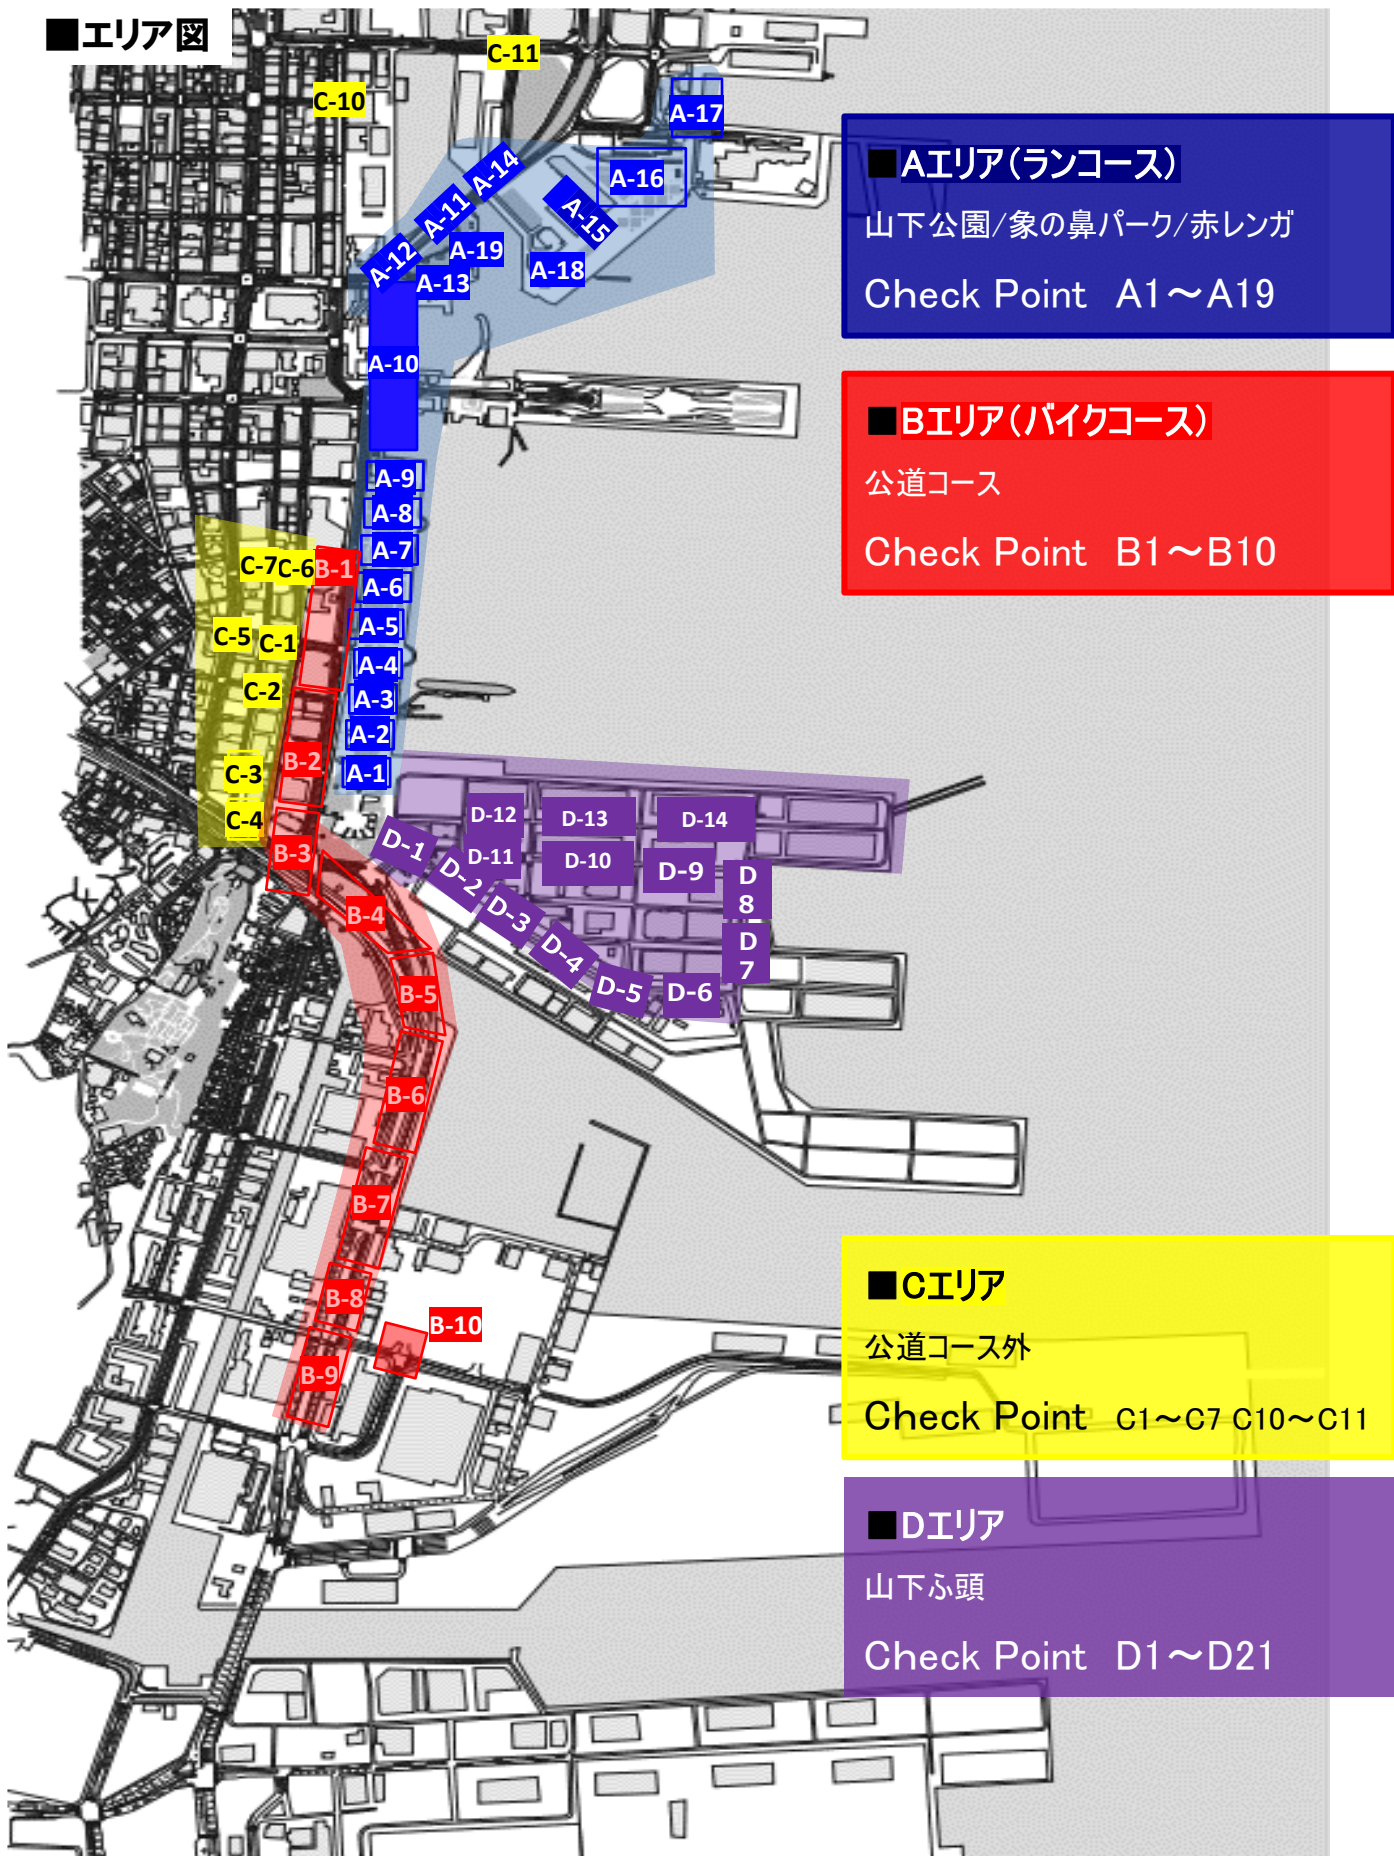 ■エリア図
C-11
C-10
A-17
A-14
A-16
A-11
A-15
A-12
A-19
A-18
A-13
A-10
A-9
A-8
A-7
A-6
A-5
A-4
A-3
A-2
A-1
C-7
C-6
B-1
C-5
C-1
C-2
B-2
C-3
C-4
B-3
B-4
B-5
B-6
B-7
B-8
B-10
B-9
D-12
D-13
D-14
D-1
D-11
D-10
D-9
D-2
D
8
D-3
D-4
D
7
D-5
D-6
■Aエリア（ランコース）
山下公園/象の鼻パーク/赤レンガ
Check Point A1～A19
■Bエリア（バイクコース）
公道コース
Check Point B1～B10
■Cエリア
公道コース外
Check Point C1～C7 C10～C11
■Dエリア
山下ふ頭
Check Point D1～D21